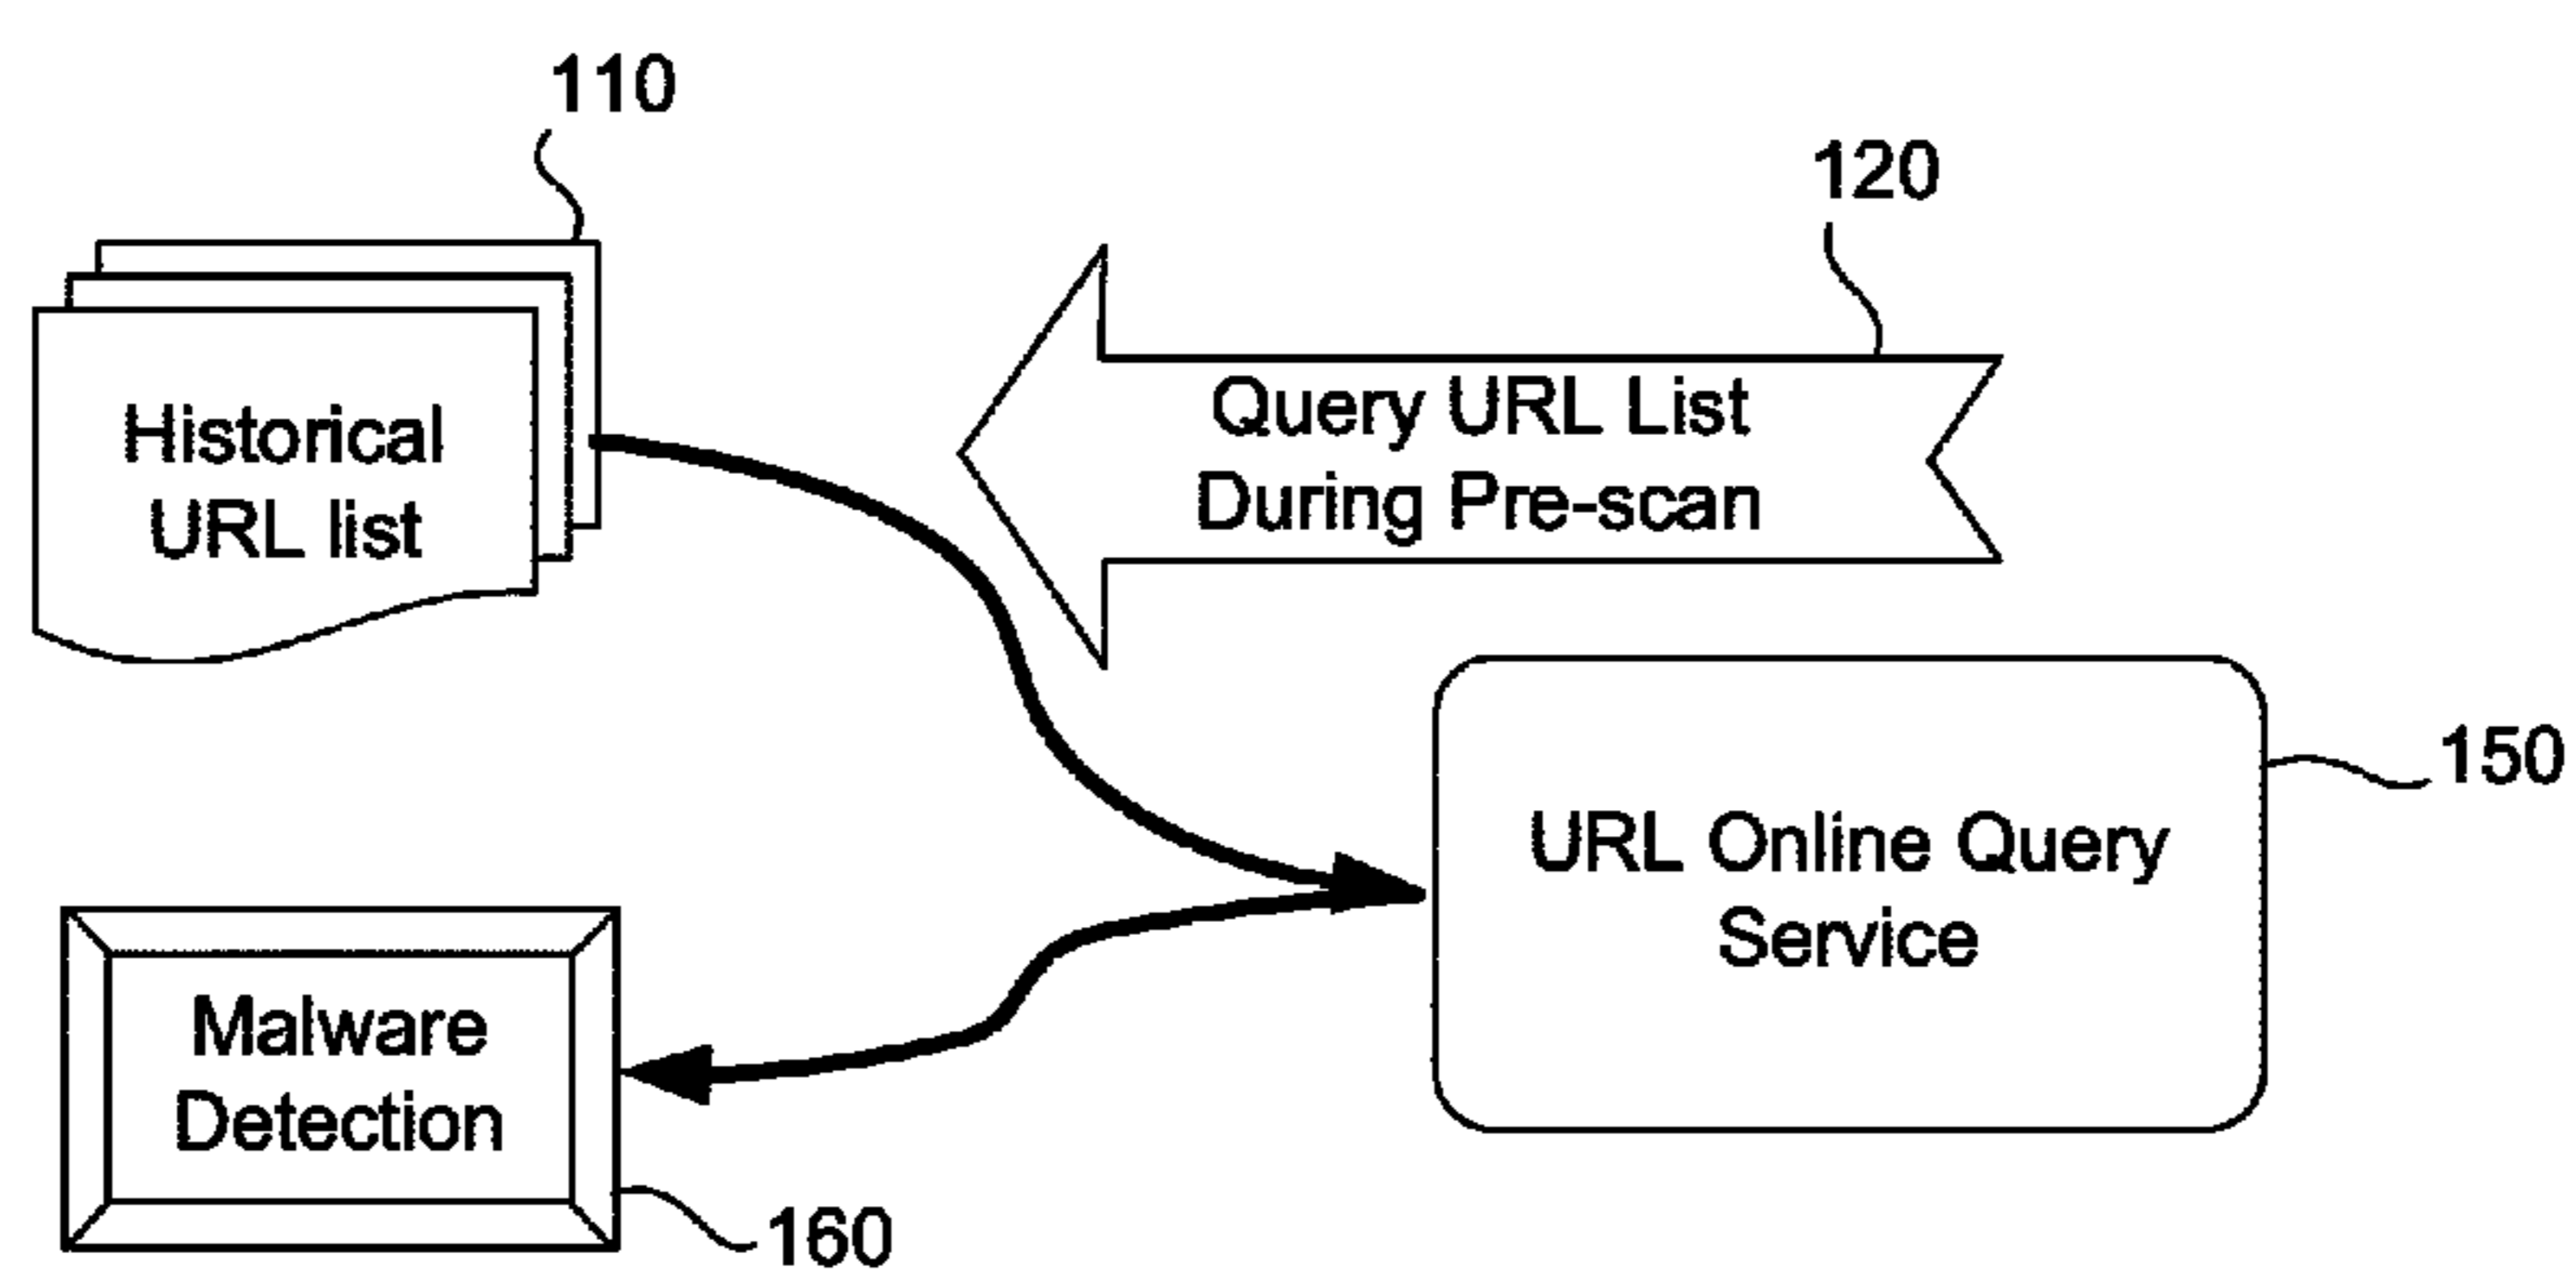 110
120
Historical
URL list
Query URL List
During Pre-scan
150
URL Online Query
Service
Malware
Detection
160